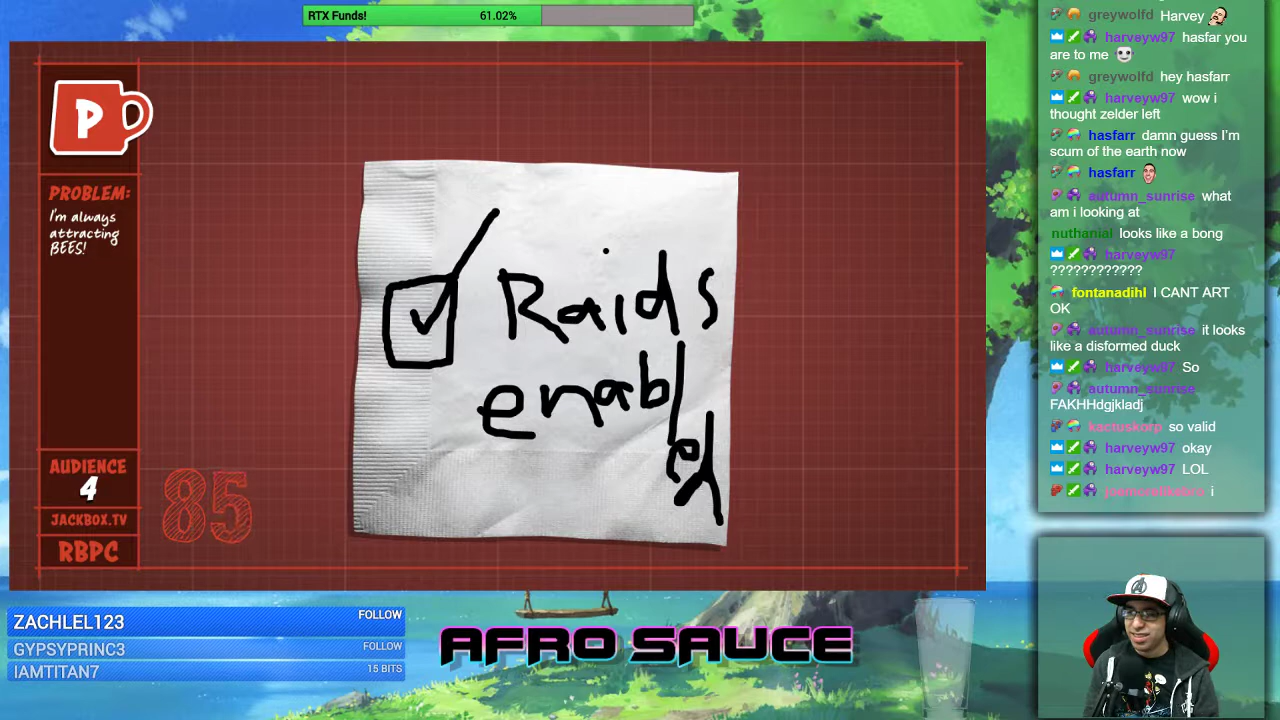 RTX Funds! 61.02%
P
PROBLEM:
I'm always
attracting
BEES!
AUDIENCE
4
JACKBOX.TV
RBPC
85
Raids
enabled
greywolfd Harvey
harveyw97 hasfar you
are to me
greywolfd hey hasfarr
harveyw97 wow i
thought zelder left
hasfarr damn guess I'm
scum of the earth now
hasfarr
autumn_sunrise what
am i looking at
nuthanial looks like a bong
harveyw97
????????????
fontanadihl I CANT ART
OK
autumn_sunrise it looks
like a disformed duck
harveyw97 So
autumn_sunrise
FAKHHdgjkladj
kactuskorp so valid
harveyw97 okay
harveyw97 LOL
i
ZACHLEL123 FOLLOW
GYPSYPRINC3 FOLLOW
IAMTITAN7 15 BITS
AFRO SAUCE